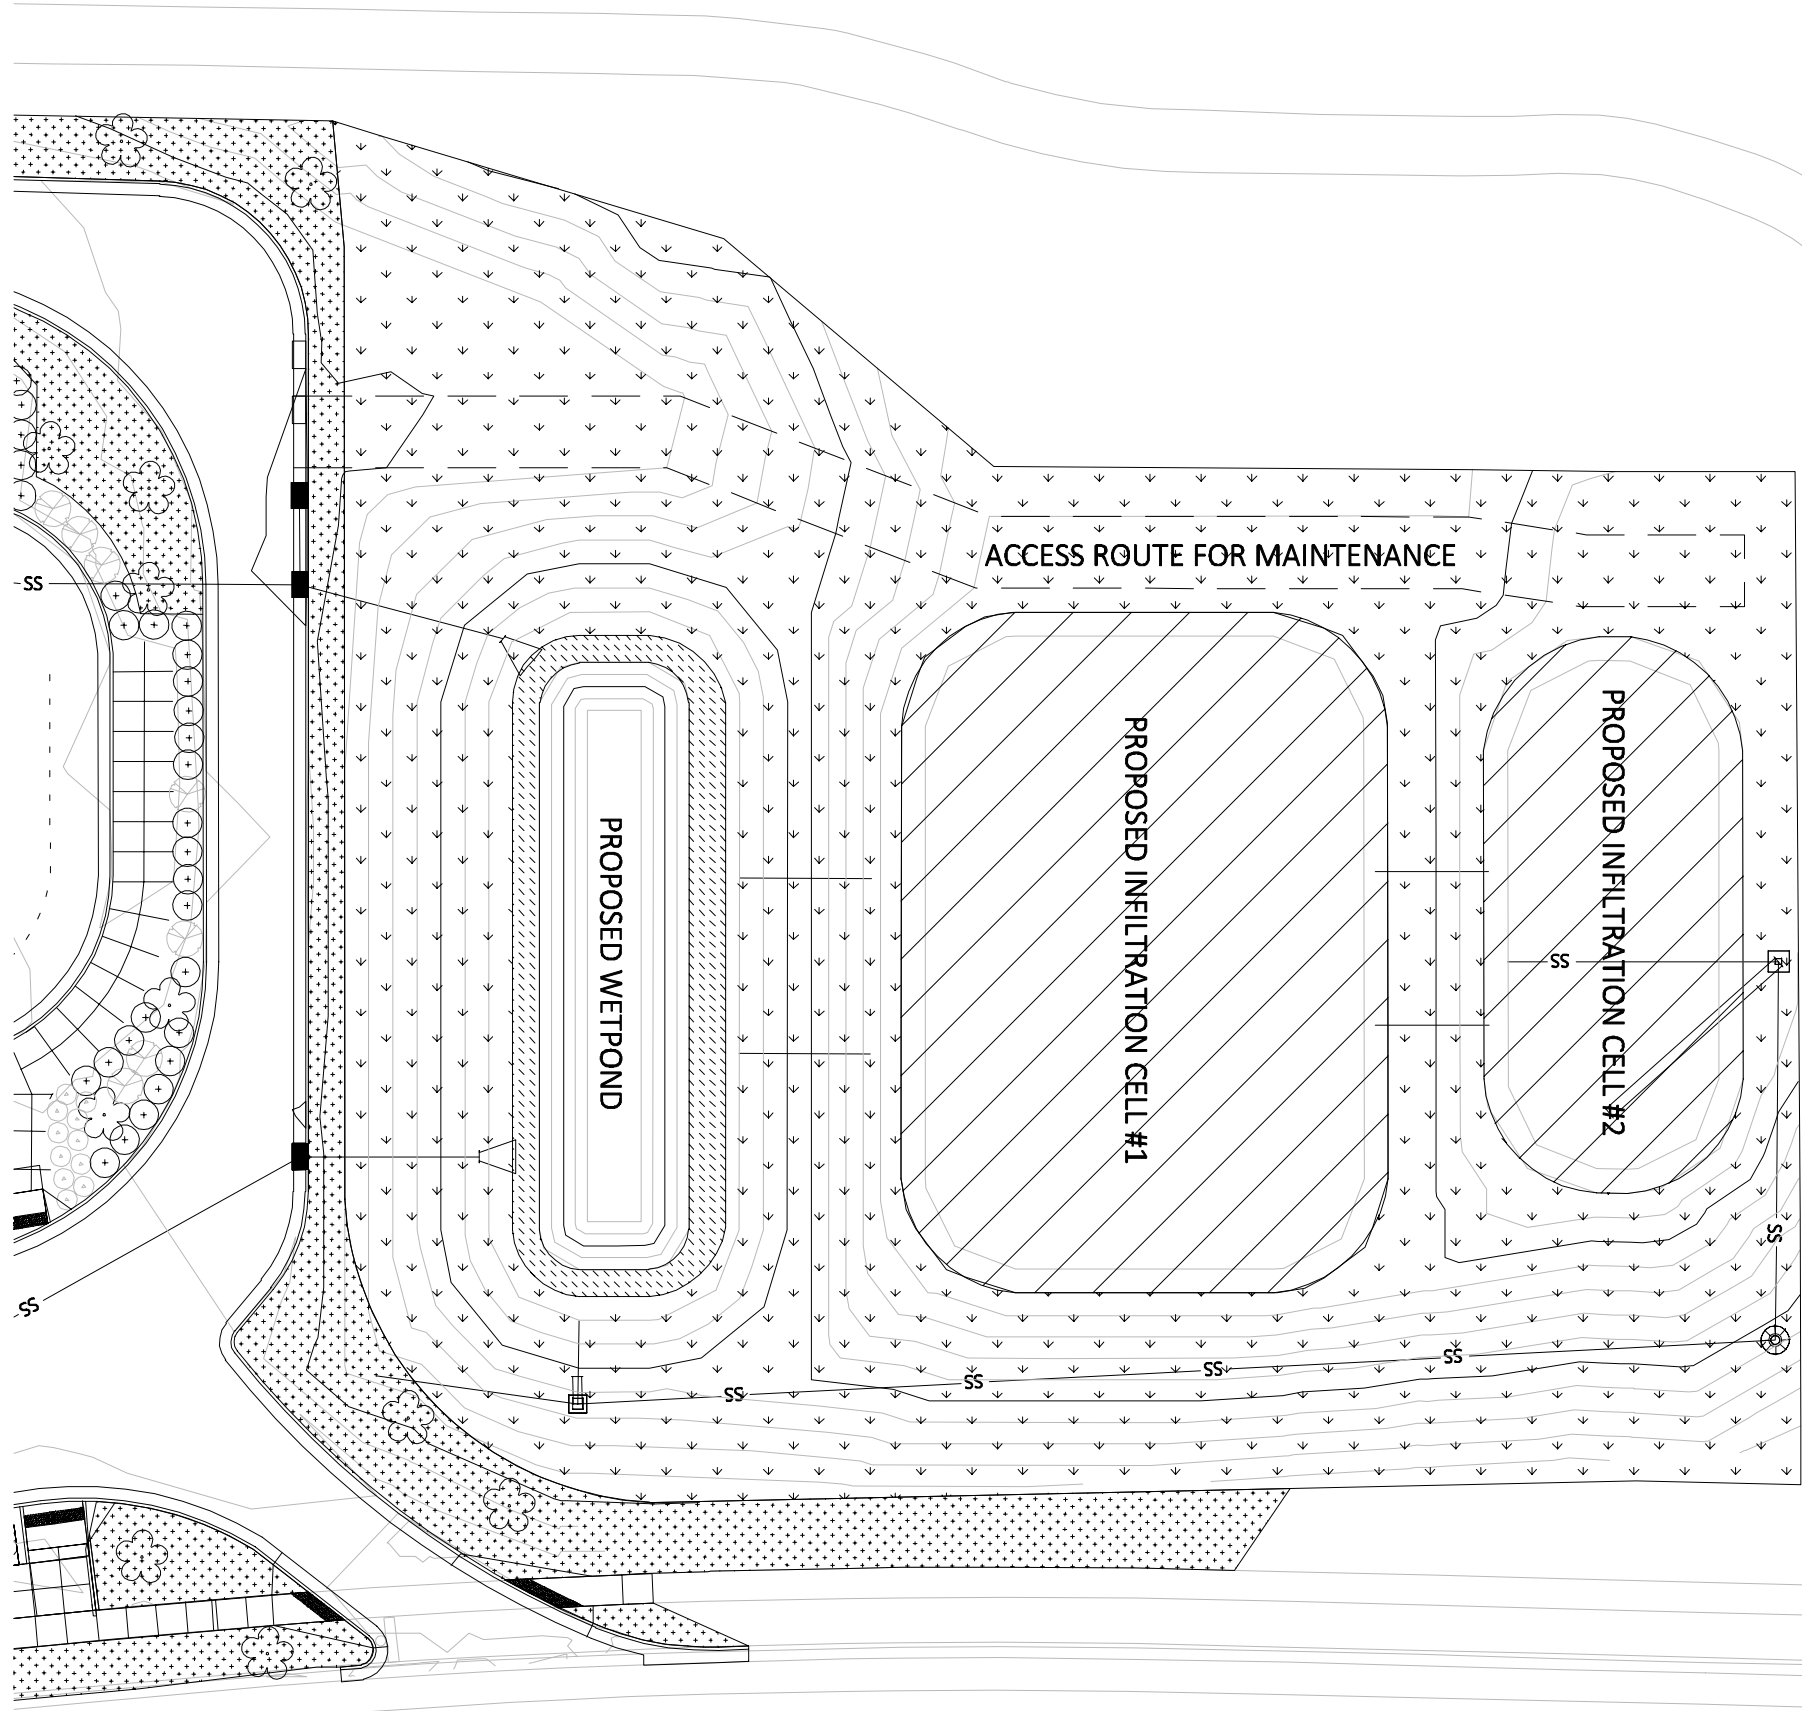 ACCESS ROUTE FOR MAINTENANCE
SS
PROPOSED WETPOND
PROPOSED INFILTRATION CELL #1
PROPOSED INFILTRATION CELL #2
SS
SS
SS
SS
SS
SS
SS